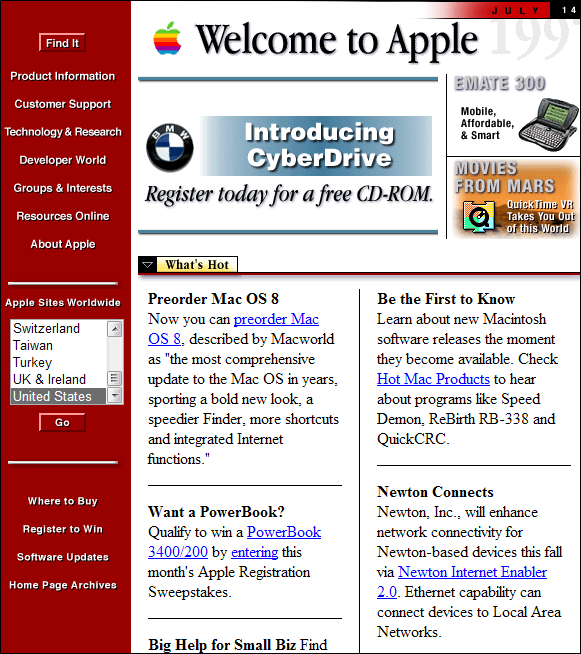 JULY 14
1997
Find It
Product Information
Customer Support
Technology & Research
Developer World
Groups & Interests
Resources Online
About Apple
Apple Sites Worldwide
Switzerland
Taiwan
Turkey
UK & Ireland
United States
Go
Where to Buy
Register to Win
Software Updates
Home Page Archives
Welcome to Apple
BMW
Introducing
CyberDrive
Register today for a free CD-ROM.
EMATE 300
Mobile,
Affordable,
& Smart
MOVIES
FROM MARS
QuickTime VR
Takes You Out
of this World
What's Hot
Preorder Mac OS 8
Now you can preorder Mac
OS 8, described by Macworld
as "the most comprehensive
update to the Mac OS in years,
sporting a bold new look, a
speedier Finder, more shortcuts
and integrated Internet
functions."
Want a PowerBook?
Qualify to win a PowerBook
3400/200 by entering this
month's Apple Registration
Sweepstakes.
Big Help for Small Biz Find
Be the First to Know
Learn about new Macintosh
software releases the moment
they become available. Check
Hot Mac Products to hear
about programs like Speed
Demon, ReBirth RB-338 and
QuickCRC.
Newton Connects
Newton, Inc., will enhance
network connectivity for
Newton-based devices this fall
via Newton Internet Enabler
2.0. Ethernet capability can
connect devices to Local Area
Networks.